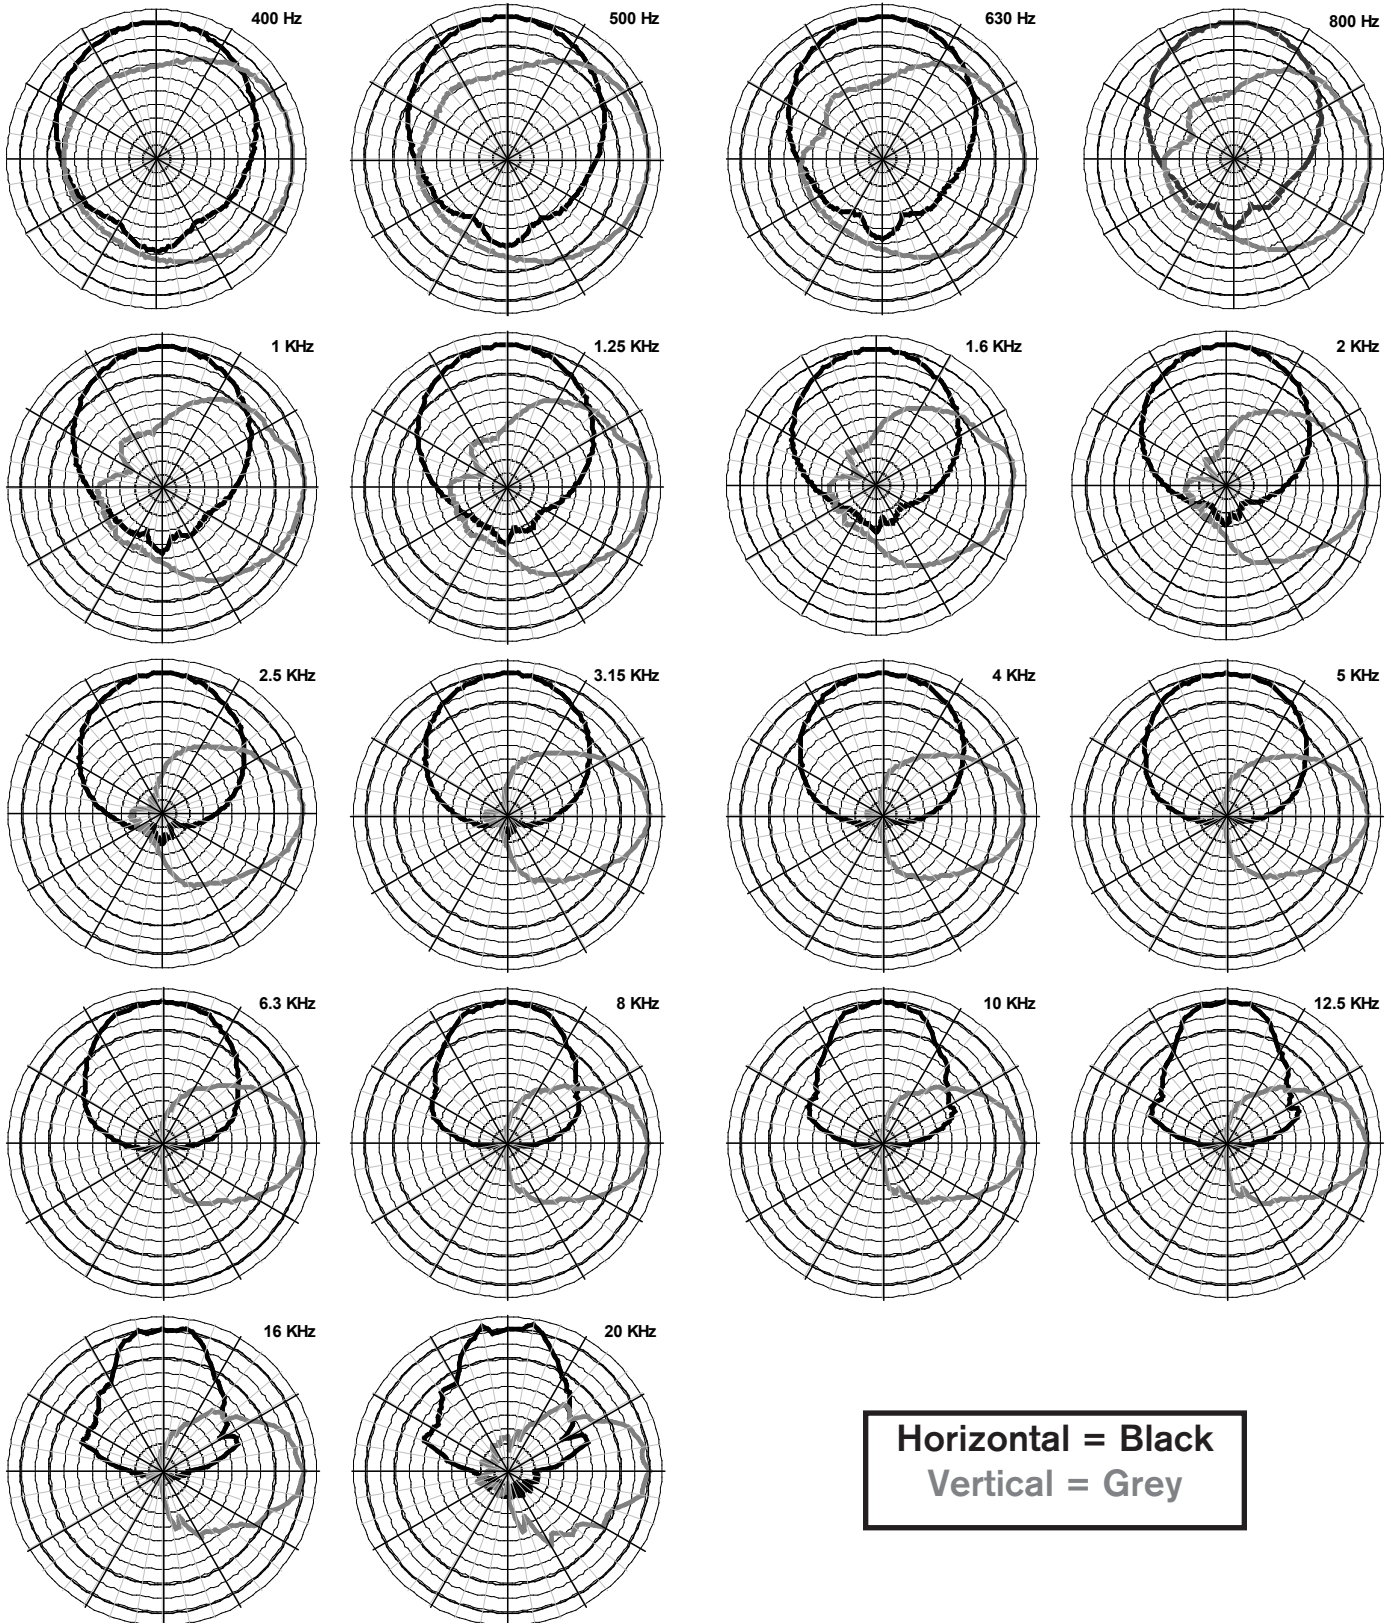 400 Hz
500 Hz
630 Hz
800 Hz
1 KHz
1.25 KHz
1.6 KHz
2 KHz
2.5 KHz
3.15 KHz
4 KHz
5 KHz
6.3 KHz
8 KHz
10 KHz
12.5 KHz
16 KHz
20 KHz
Horizontal = Black
Vertical = Grey